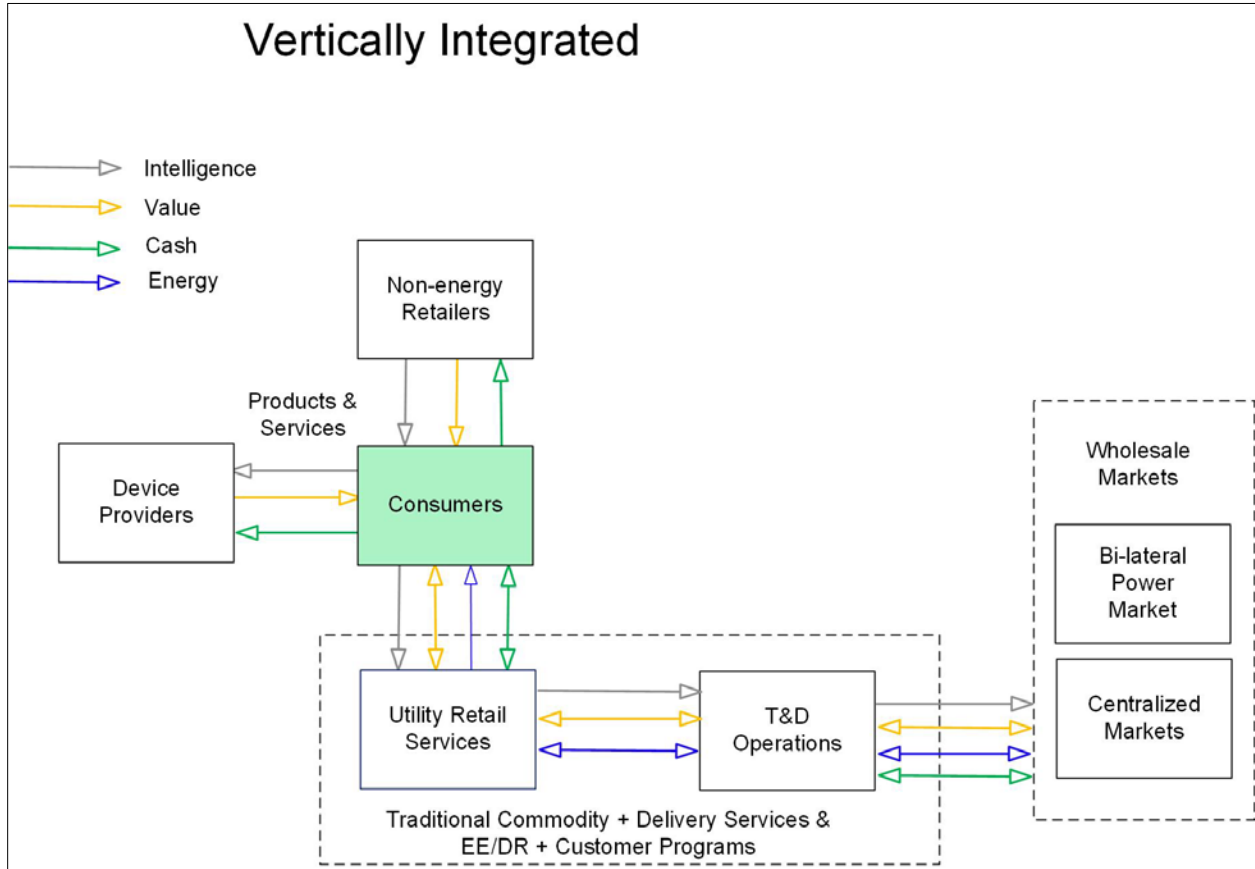 Vertically Integrated
Intelligence
Value
Cash
Energy
Non-energy
Retailers
Products &
Services
Device
Providers
Consumers
Wholesale
Markets
Bi-lateral
Power
Market
Centralized
Markets
Utility Retail
Services
T&D
Operations
Traditional Commodity + Delivery Services &
EE/DR + Customer Programs